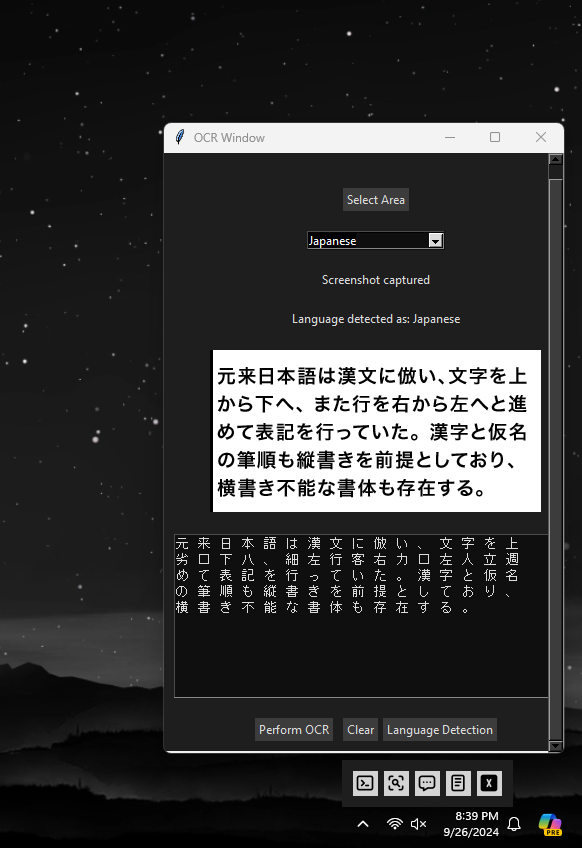 OCR Window
Select Area
Japanese
Screenshot captured
Language detected as: Japanese
元来日本語は漢文に倣い、文字を上
から下へ、また行を右から左へと進
めて表記を行っていた。漢字と仮名
の筆順も縦書きを前提としており、
横書き不能な書体も存在する。
元 来 日 本 語 は 漢 文 に 倣 い 、 文 字 を 上
劣 下 八 、 細 左 行 客 右 力 口 左 人 立 週
め て 表 記 を 行 っ て い た 。 漢 字 と 仮 名
の 筆 順 も 縦 書 き を 前 提 と し て お り 、
横 書 き 不 能 な 書 体 も 存 在 す る 。
Perform OCR Clear Language Detection
8:39 PM
9/26/2024
PRE